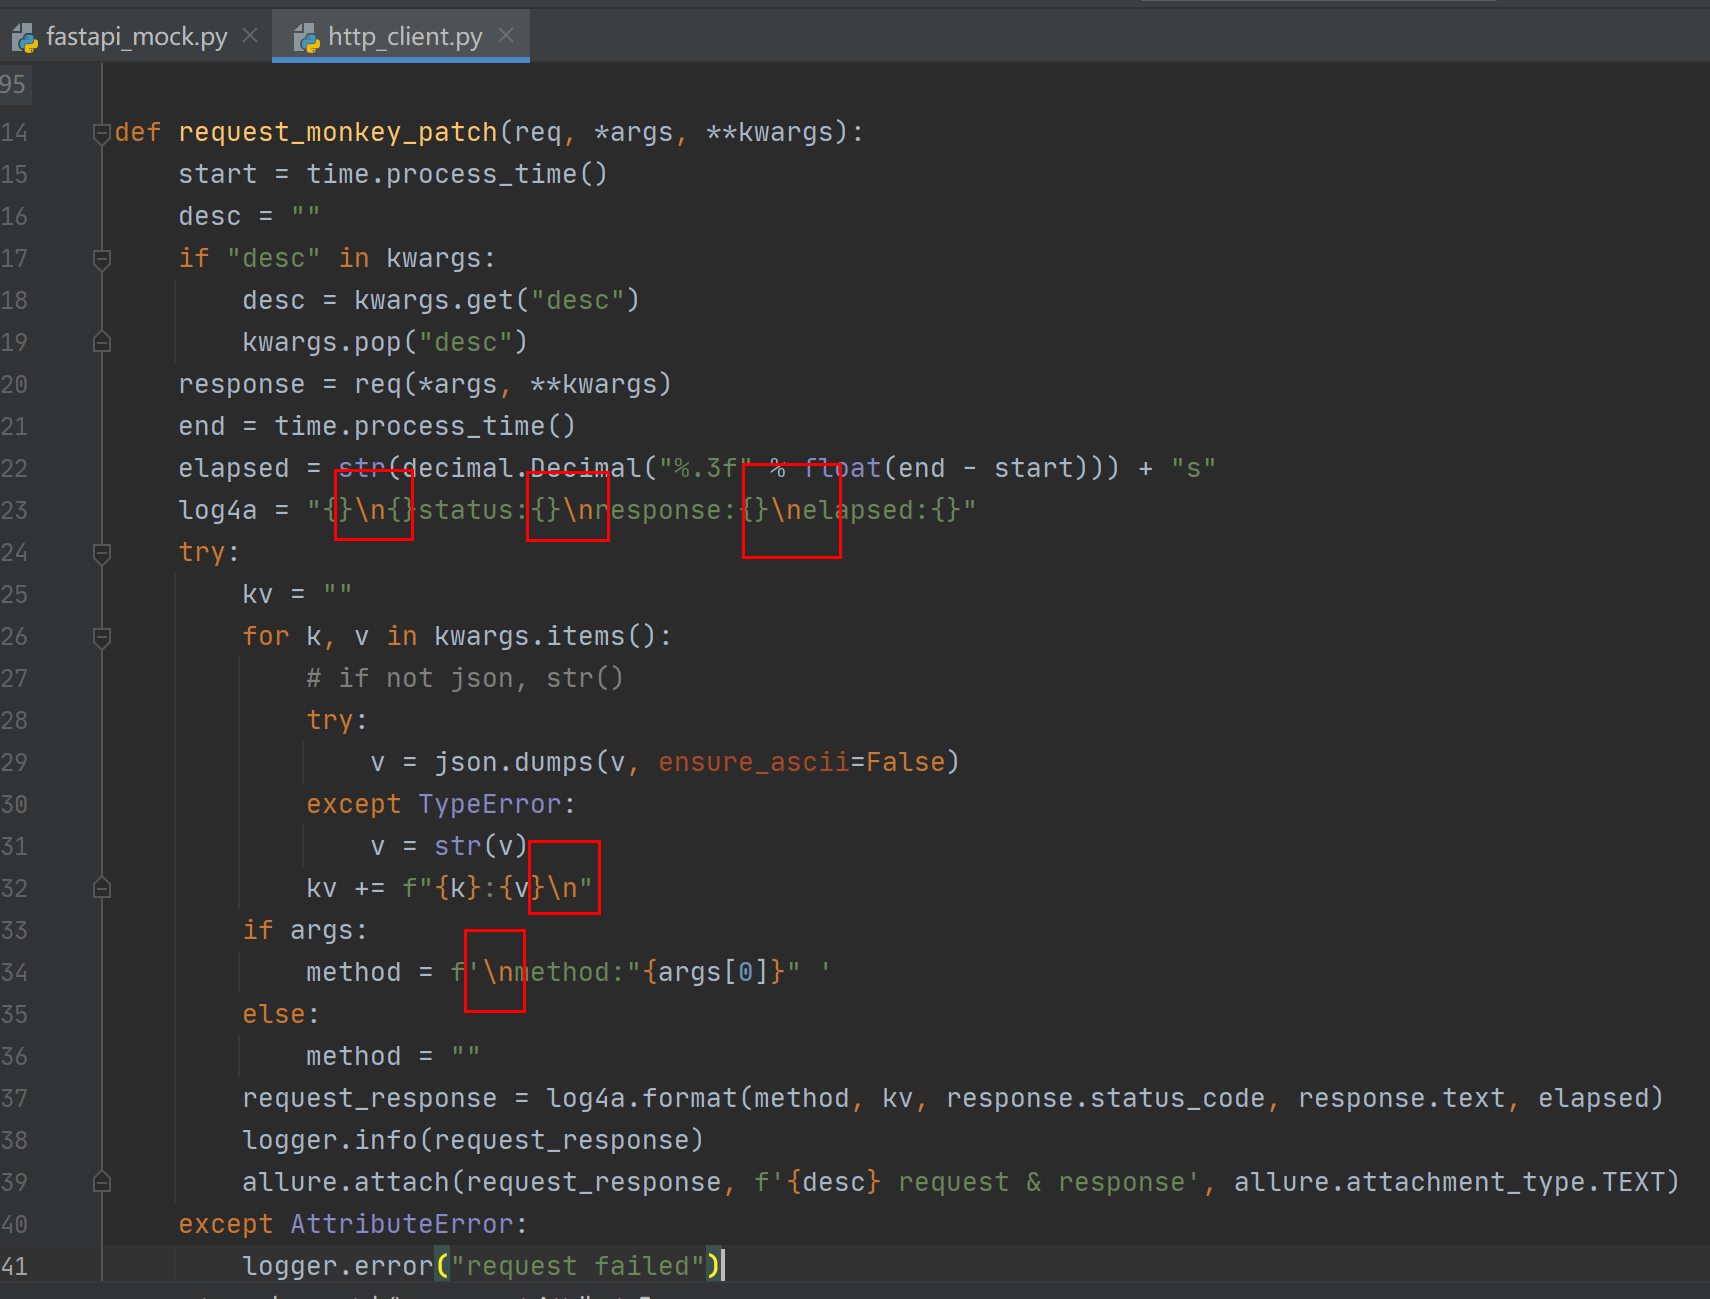 fastapi_mock.py × http_client.py ×
95
14 def request_monkey_patch(req, *args, **kwargs):
15     start = time.process_time()
16     desc = ""
17     if "desc" in kwargs:
18         desc = kwargs.get("desc")
19         kwargs.pop("desc")
20     response = req(*args, **kwargs)
21     end = time.process_time()
22     elapsed = str(decimal.Decimal("%.3f" % float(end - start))) + "s"
23     log4a = "{}\n{}status:{}\nresponse:{}\nelapsed:{}"
24     try:
25         kv = ""
26         for k, v in kwargs.items():
27             # if not json, str()
28             try:
29                 v = json.dumps(v, ensure_ascii=False)
30             except TypeError:
31                 v = str(v)
32             kv += f"{k}:{v}\n"
33         if args:
34             method = f'\nmethod:"{args[0]}" '
35         else:
36             method = ""
37         request_response = log4a.format(method, kv, response.status_code, response.text, elapsed)
38         logger.info(request_response)
39         allure.attach(request_response, f'{desc} request & response', allure.attachment_type.TEXT)
40     except AttributeError:
41         logger.error("request failed")